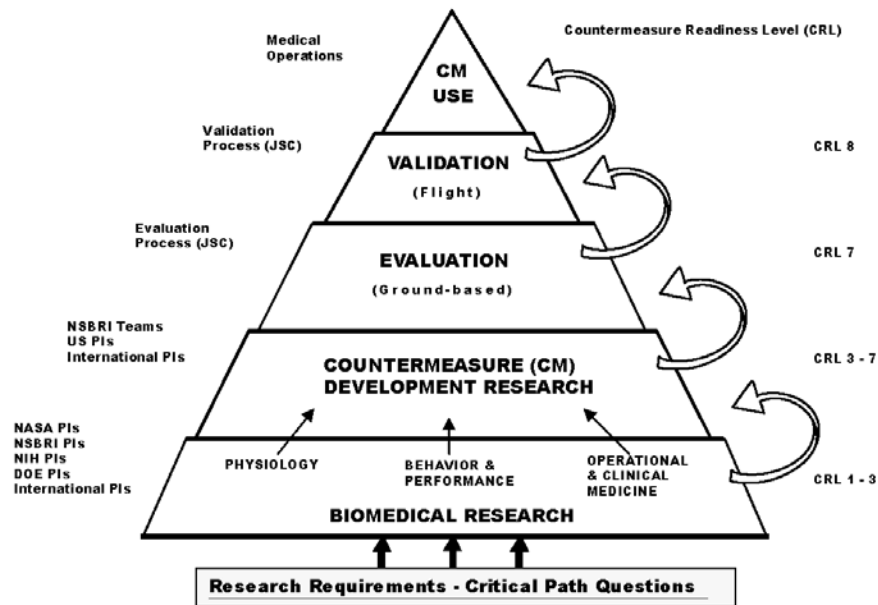 Medical
Operations
Countermeasure Readiness Level (CRL)
CM
USE
Validation
Process (JSC)
VALIDATION
(Flight)
CRL 8
Evaluation
Process (JSC)
EVALUATION
(Ground-based)
CRL 7
NSBRI Teams
US PIs
International PIs
COUNTERMEASURE (CM)
DEVELOPMENT RESEARCH
CRL 3 - 7
NASA PIs
NSBRI PIs
NIH PIs
DOE PIs
International PIs
PHYSIOLOGY
BEHAVIOR &
PERFORMANCE
OPERATIONAL
& CLINICAL
MEDICINE
CRL 1 - 3
BIOMEDICAL RESEARCH
Research Requirements - Critical Path Questions